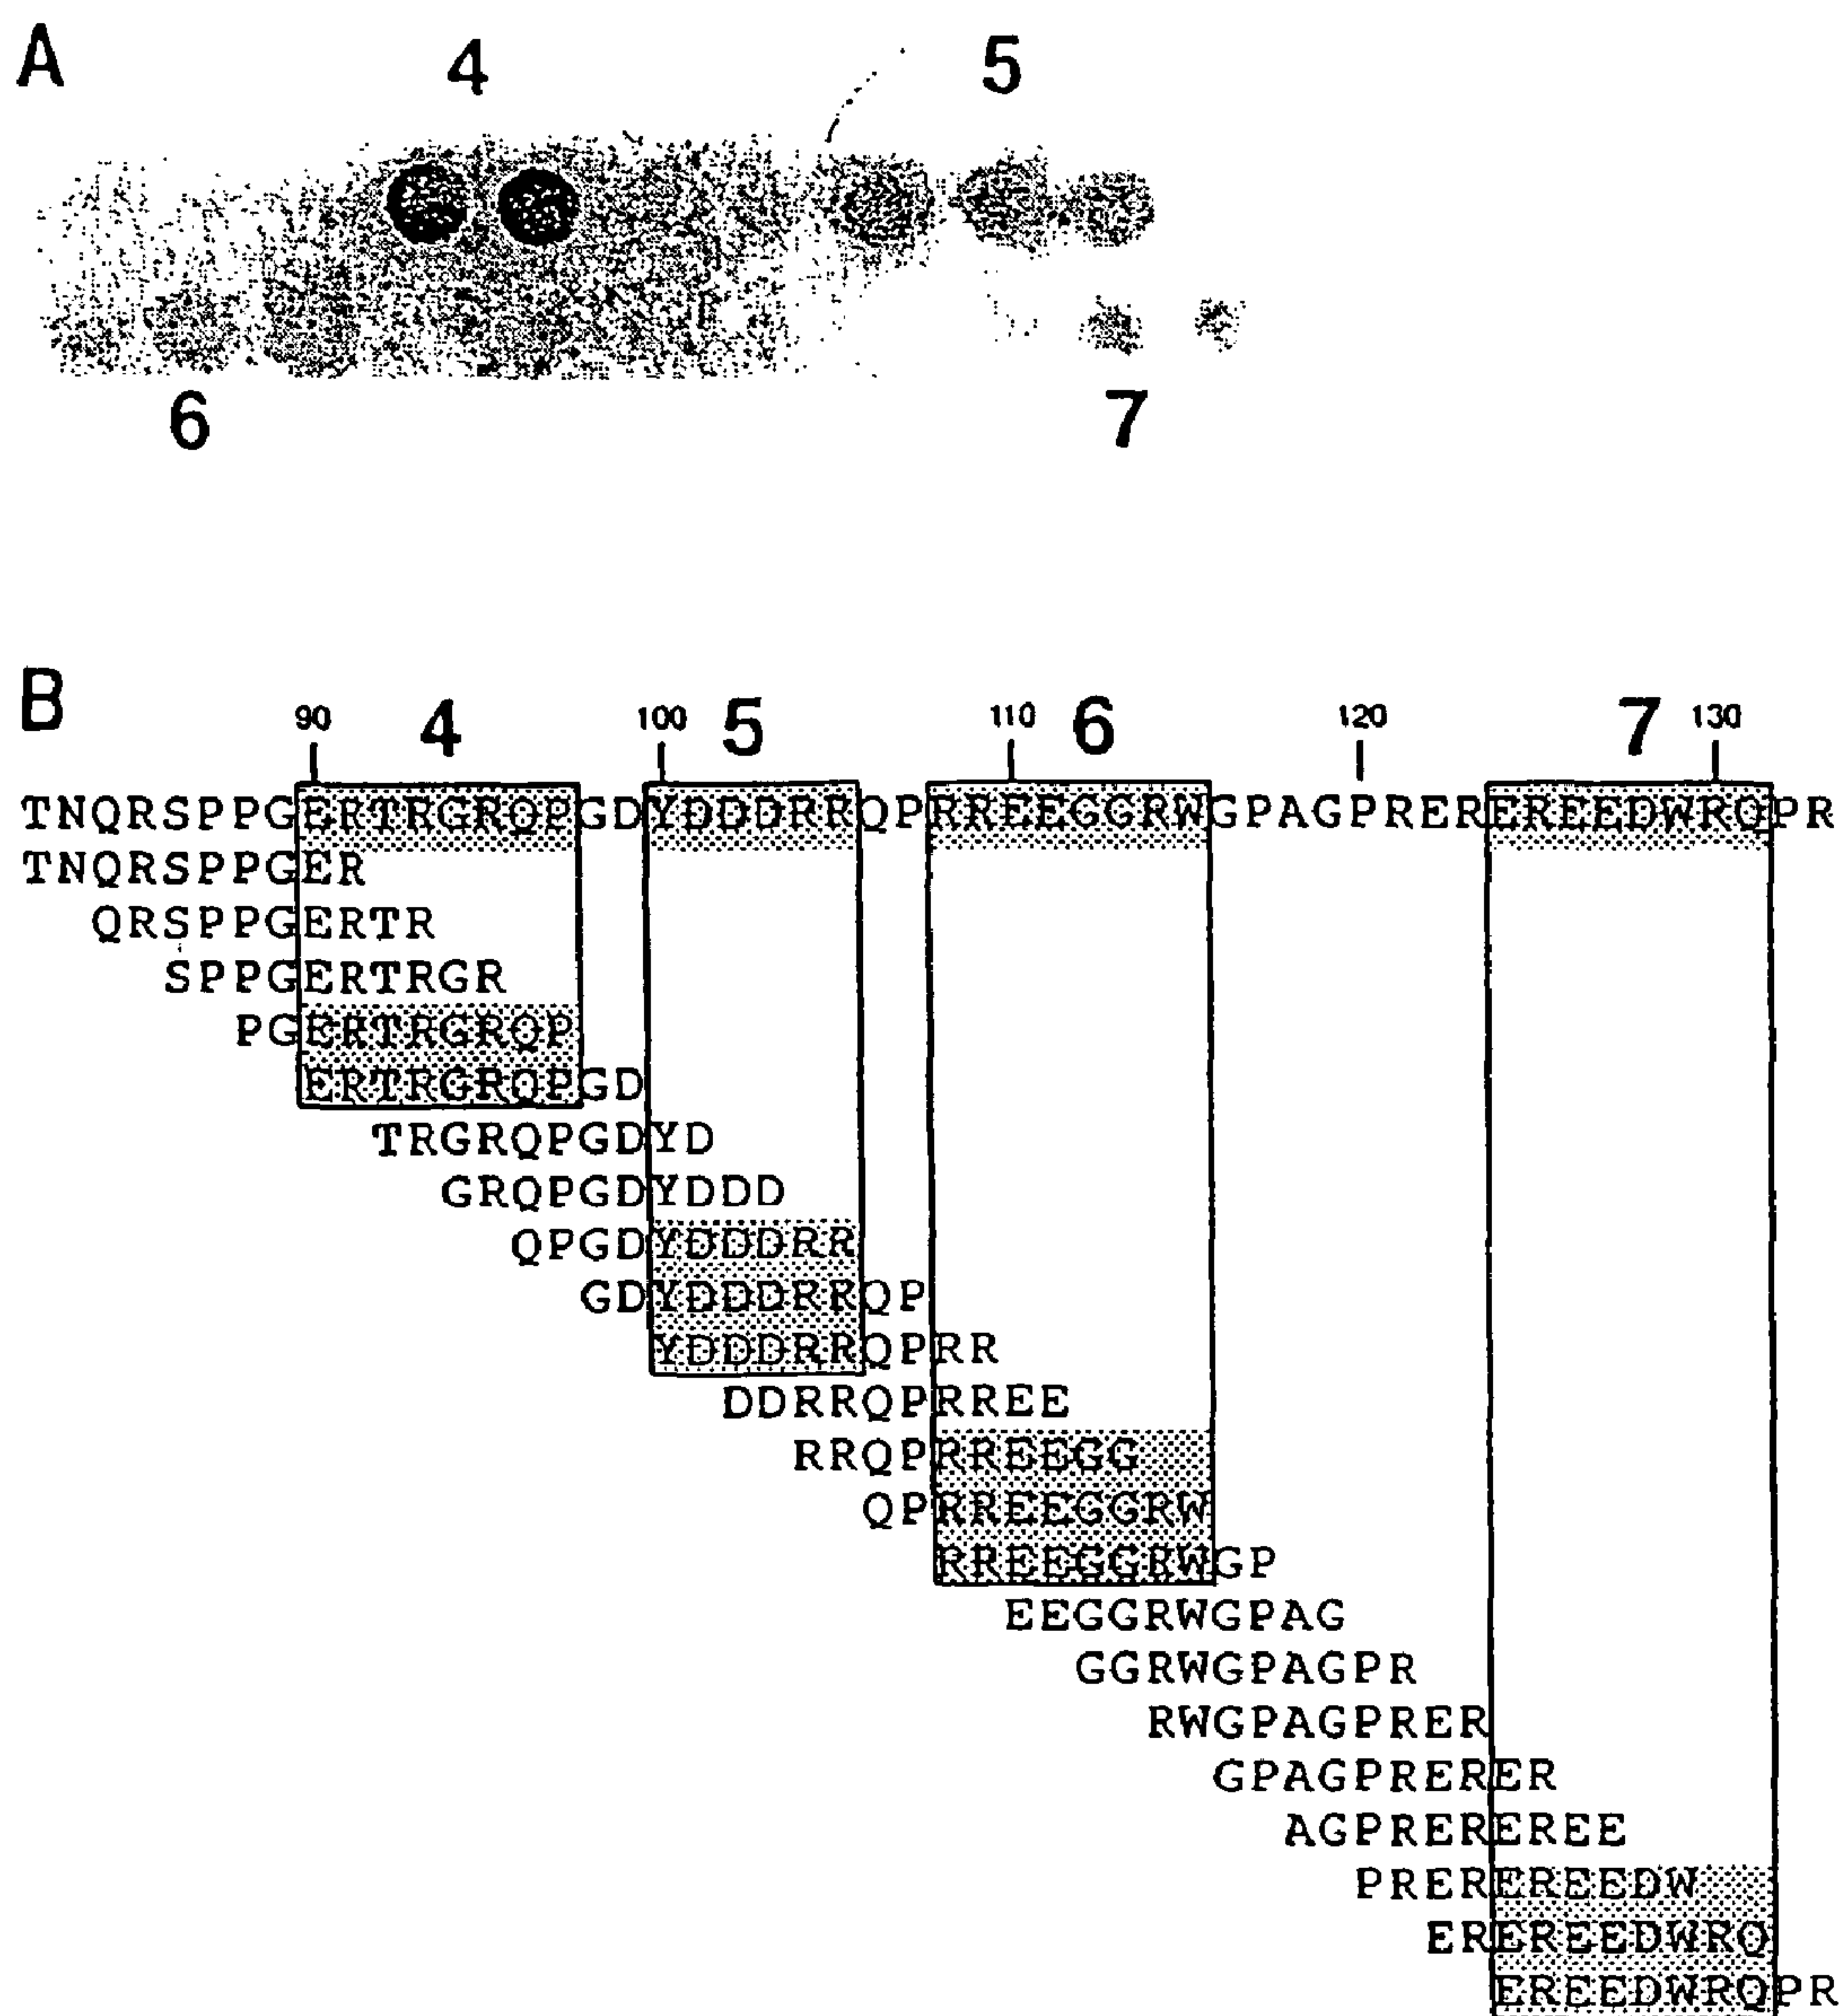 A
4 5
6 7
B
90 4 100 5 110 6 120 7 130
TNQRSPPGERTRGRQPGDYDDDRRQPRREEGGRWGPAGPREREREEDWRQPR
TNQRSPPGER
QRSPPGERTR
SPPGERTRGR
PGERTRGRQP
ERTRGRQPGD
TRGRQPGDYD
GRQPGDYDDD
QPGDYDDDRR
GDYDDDRRQP
YDDDRRQPRR
DDRRQPRREE
RRQPRREEGG
QPRREEGGRW
RREEGGRWGP
EEGGRWGPAG
GGRWGPAGPR
RWGPAGPRER
GPAGPRERER
AGPREREREE
PREREREEDW
EREREEDWRQ
EREEDWRQPR